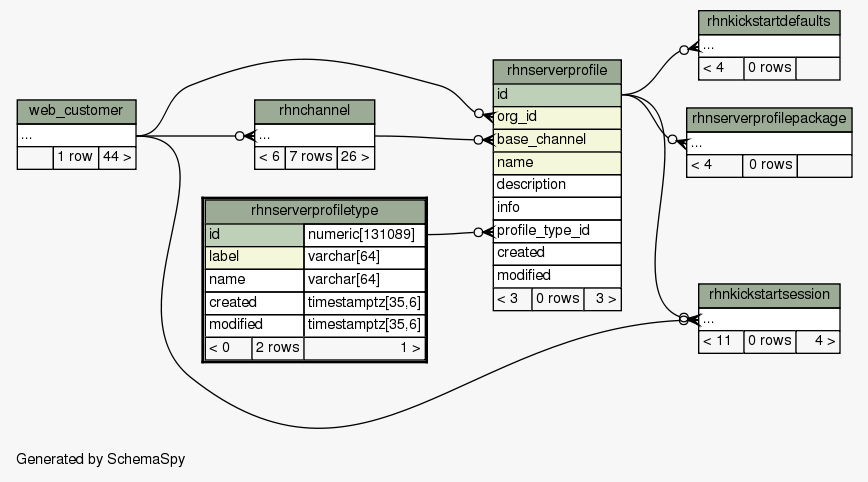 rhnkickstartdefaults
...
< 4 0 rows
rhnserverprofile
id
org_id
base_channel
name
description
info
profile_type_id
created
modified
< 3 0 rows 3 >
web_customer
...
1 row 44 >
rhnchannel
...
< 6 7 rows 26 >
rhnserverprofilepackage
...
< 4 0 rows
rhnserverprofiletype
id numeric[131089]
label varchar[64]
name varchar[64]
created timestamptz[35,6]
modified timestamptz[35,6]
< 0 2 rows 1 >
rhnkickstartsession
...
< 11 0 rows 4 >
Generated by SchemaSpy